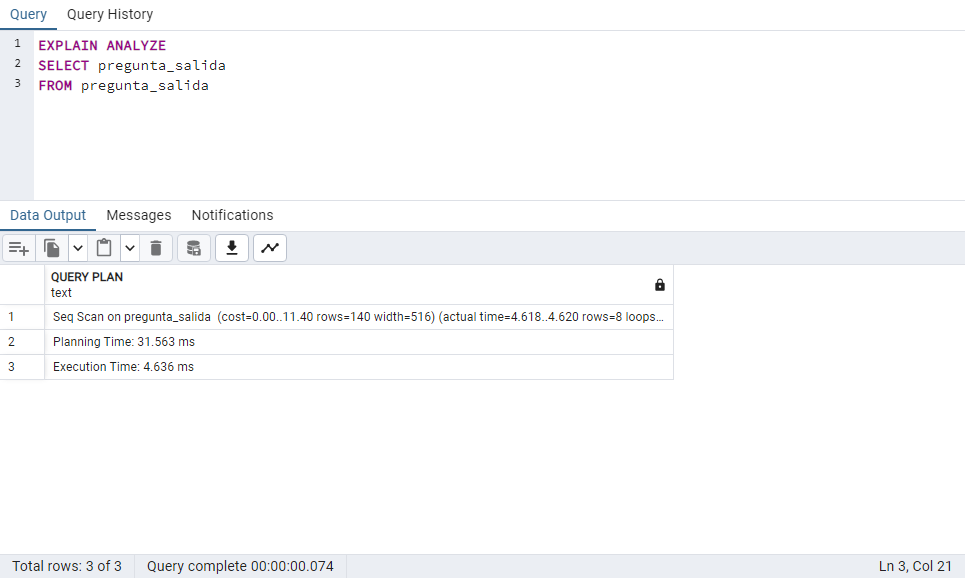 Query Query History
1 EXPLAIN ANALYZE
2 SELECT pregunta_salida
3 FROM pregunta_salida
Data Output Messages Notifications
QUERY PLAN
text
1 Seq Scan on pregunta_salida (cost=0.00..11.40 rows=140 width=516) (actual time=4.618..4.620 rows=8 loops…
2 Planning Time: 31.563 ms
3 Execution Time: 4.636 ms
Total rows: 3 of 3 Query complete 00:00:00.074 Ln 3, Col 21